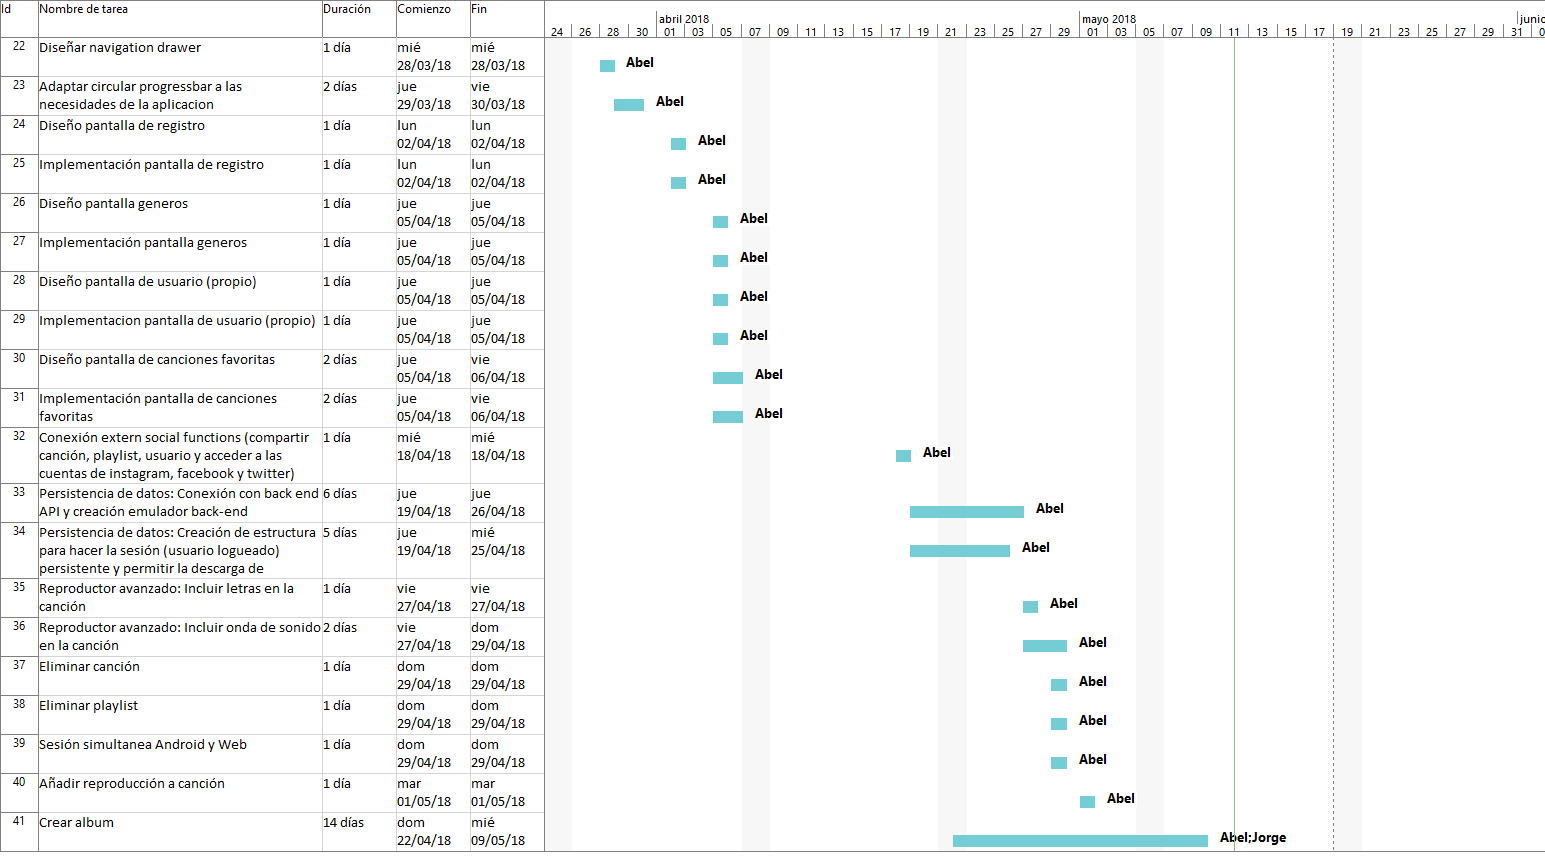 Id Nombre de tarea Duración Comienzo Fin
abril 2018 mayo 2018 junio
24 26 28 30 01 03 05 07 09 11 13 15 17 19 21 23 25 27 29 01 03 05 07 09 11 13 15 17 19 21 23 25 27 29 31 0
22 Diseñar navigation drawer 1 día mié mié
28/03/18 28/03/18
Abel
23 Adaptar circular progressbar a las 2 días jue vie
necesidades de la aplicacion 29/03/18 30/03/18
Abel
24 Diseño pantalla de registro 1 día lun lun
02/04/18 02/04/18
Abel
25 Implementación pantalla de registro 1 día lun lun
02/04/18 02/04/18
Abel
26 Diseño pantalla generos 1 día jue jue
05/04/18 05/04/18
Abel
27 Implementación pantalla generos 1 día jue jue
05/04/18 05/04/18
Abel
28 Diseño pantalla de usuario (propio) 1 día jue jue
05/04/18 05/04/18
Abel
29 Implementacion pantalla de usuario (propio) 1 día jue jue
05/04/18 05/04/18
Abel
30 Diseño pantalla de canciones favoritas 2 días jue vie
05/04/18 06/04/18
Abel
31 Implementación pantalla de canciones 2 días jue vie
favoritas 05/04/18 06/04/18
Abel
32 Conexión extern social functions (compartir 1 día mié mié
canción, playlist, usuario y acceder a las 18/04/18 18/04/18
cuentas de instagram, facebook y twitter)
Abel
33 Persistencia de datos: Conexión con back end 6 días jue jue
API y creación emulador back-end 19/04/18 26/04/18
Abel
34 Persistencia de datos: Creación de estructura 5 días jue mié
para hacer la sesión (usuario logueado) 19/04/18 25/04/18
persistente y permitir la descarga de
Abel
35 Reproductor avanzado: Incluir letras en la 1 día vie vie
canción 27/04/18 27/04/18
Abel
36 Reproductor avanzado: Incluir onda de sonido 2 días vie dom
en la canción 27/04/18 29/04/18
Abel
37 Eliminar canción 1 día dom dom
29/04/18 29/04/18
Abel
38 Eliminar playlist 1 día dom dom
29/04/18 29/04/18
Abel
39 Sesión simultanea Android y Web 1 día dom dom
29/04/18 29/04/18
Abel
40 Añadir reproducción a canción 1 día mar mar
01/05/18 01/05/18
Abel
41 Crear album 14 días dom mié
22/04/18 09/05/18
Abel;Jorge